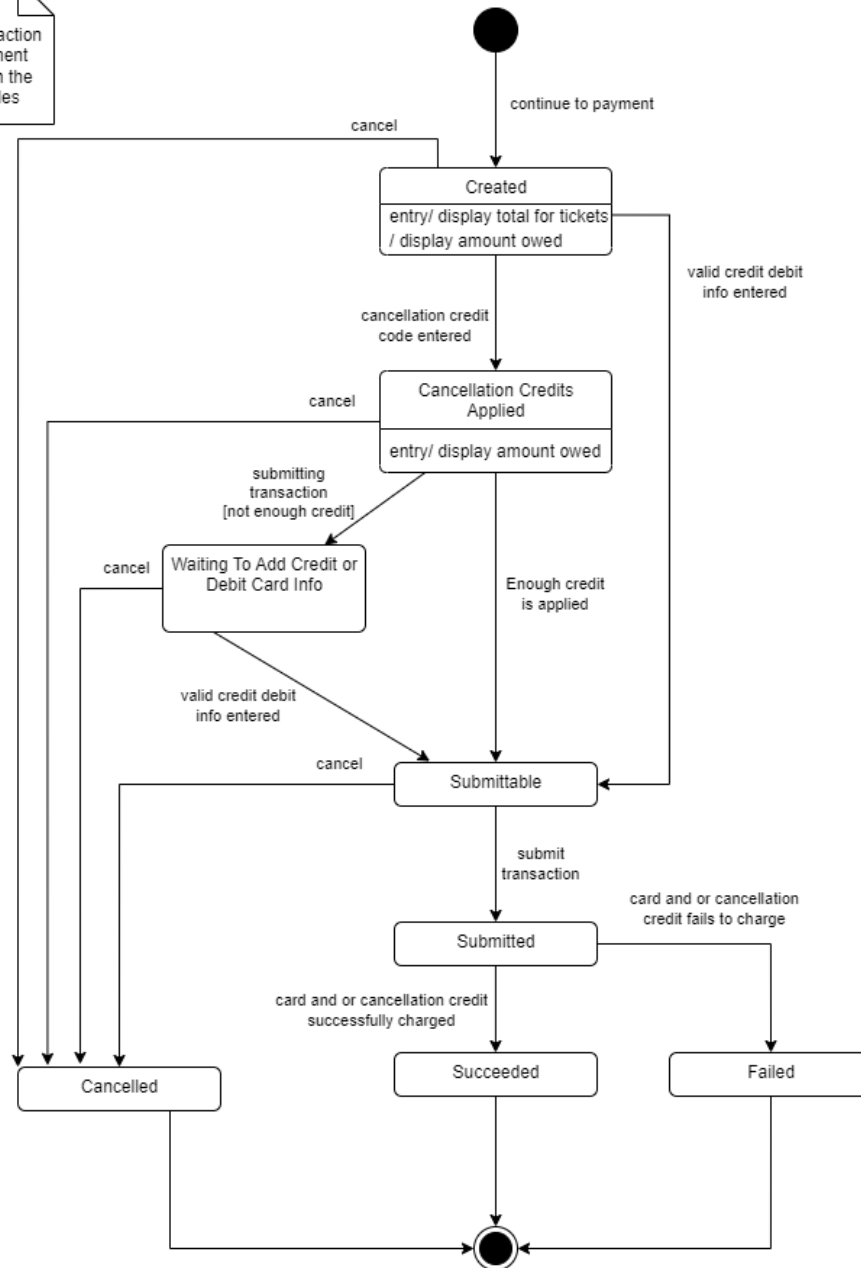 action
nent
n the
les
continue to payment
cancel
Created
entry/ display total for tickets
/ display amount owed
valid credit debit
info entered
cancellation credit
code entered
Cancellation Credits
Applied
cancel
entry/ display amount owed
submitting
transaction
[not enough credit]
Waiting To Add Credit or
Debit Card Info
cancel
Enough credit
is applied
valid credit debit
info entered
cancel
Submittable
submit
transaction
card and or cancellation
credit fails to charge
Submitted
card and or cancellation credit
successfully charged
Succeeded
Failed
Cancelled